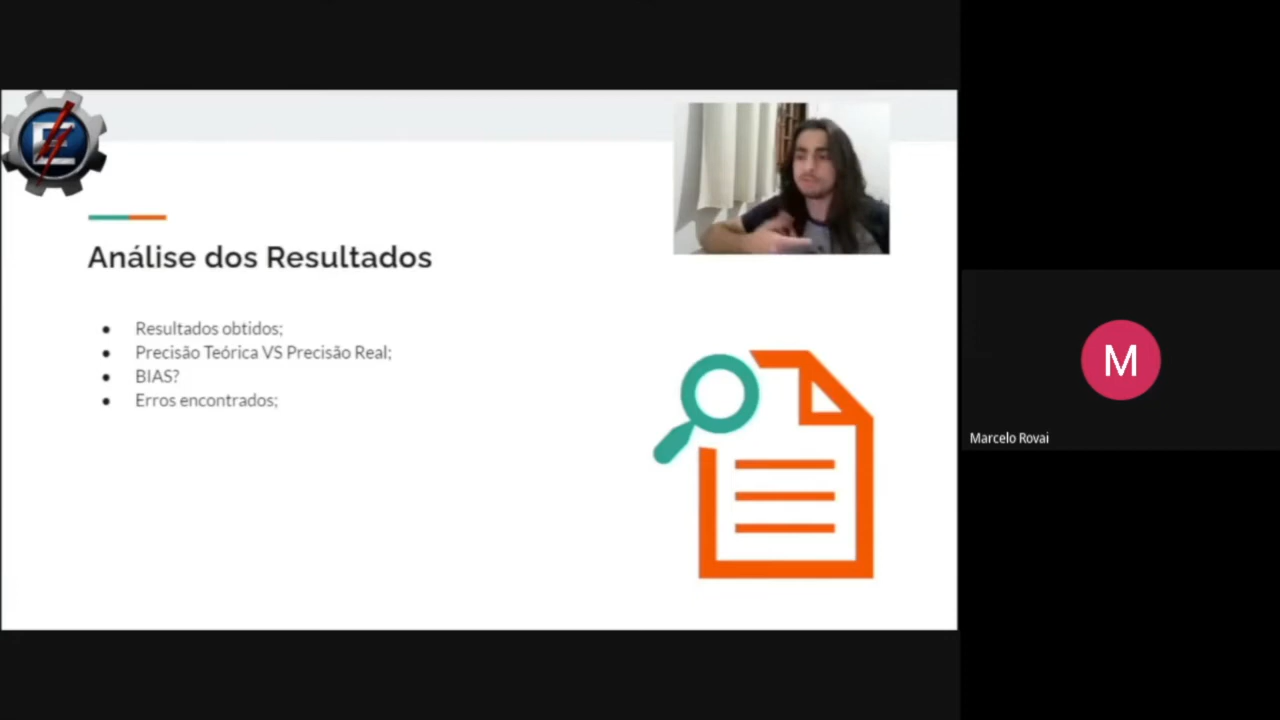 E
Análise dos Resultados
● Resultados obtidos;
● Precisão Teórica VS Precisão Real;
● BIAS?
● Erros encontrados;
M
Marcelo Rovai